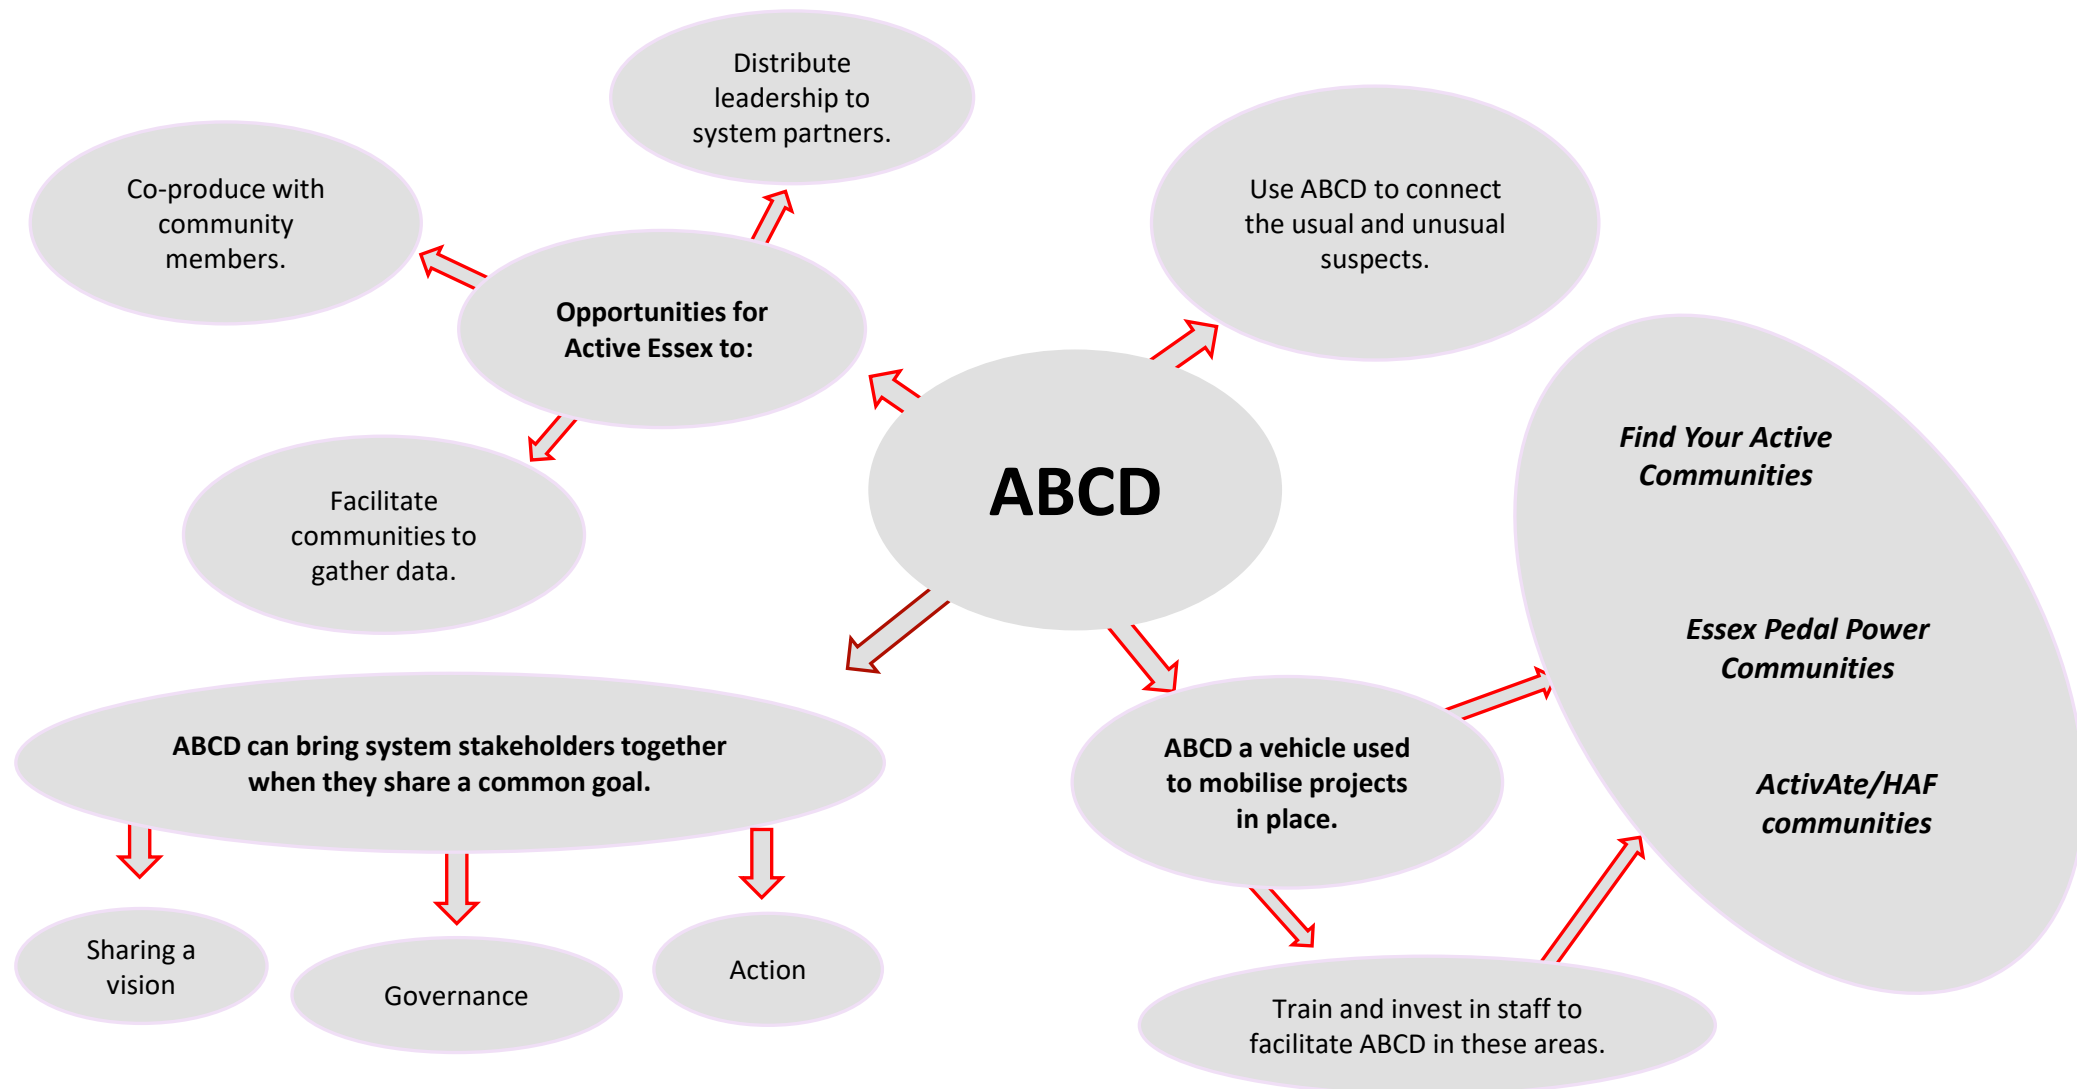 Distribute
leadership to
system partners.
Co-produce with
community
members.
Use ABCD to connect
the usual and unusual
suspects.
Opportunities for
Active Essex to:
Find Your Active
Communities
ABCD
Facilitate
communities to
gather data.
Essex Pedal Power
Communities
ABCD can bring system stakeholders together
when they share a common goal.
ABCD a vehicle used
to mobilise projects
in place.
ActivAte/HAF
communities
Sharing a
vision
Governance
Action
Train and invest in staff to
facilitate ABCD in these areas.